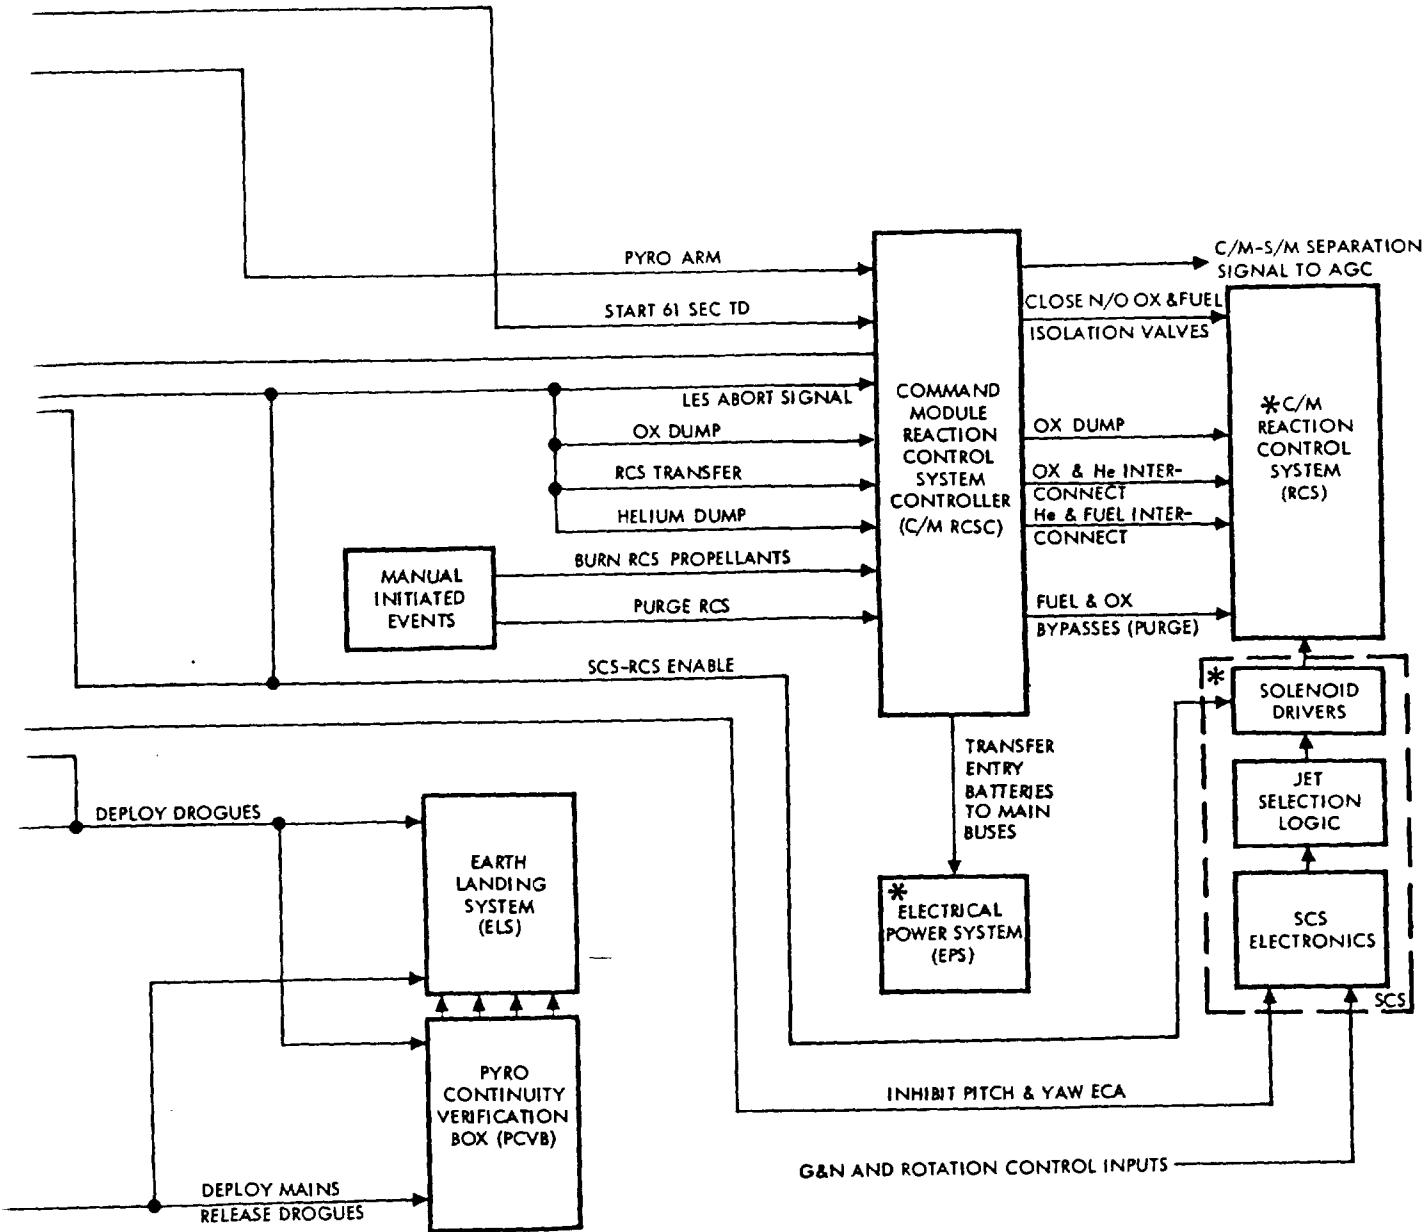 PYRO ARM
START 61 SEC TD
LES ABORT SIGNAL
OX DUMP
RCS TRANSFER
HELIUM DUMP
BURN RCS PROPELLANTS
PURGE RCS
MANUAL
INITIATED
EVENTS
SCS-RCS ENABLE
COMMAND
MODULE
REACTION
CONTROL
SYSTEM
CONTROLLER
(C/M RCSC)
C/M-S/M SEPARATION
SIGNAL TO AGC
CLOSE N/O OX & FUEL
ISOLATION VALVES
OX DUMP
OX & He INTER-
CONNECT
He & FUEL INTER-
CONNECT
FUEL & OX
BYPASSES (PURGE)
*C/M
REACTION
CONTROL
SYSTEM
(RCS)
*
SOLENOID
DRIVERS
JET
SELECTION
LOGIC
SCS
ELECTRONICS
SCS
TRANSFER
ENTRY
BATTERIES
TO MAIN
BUSES
*
ELECTRICAL
POWER SYSTEM
(EPS)
DEPLOY DROGUES
EARTH
LANDING
SYSTEM
(ELS)
PYRO
CONTINUITY
VERIFICATION
BOX (PCVB)
DEPLOY MAINS
RELEASE DROGUES
INHIBIT PITCH & YAW ECA
G&N AND ROTATION CONTROL INPUTS